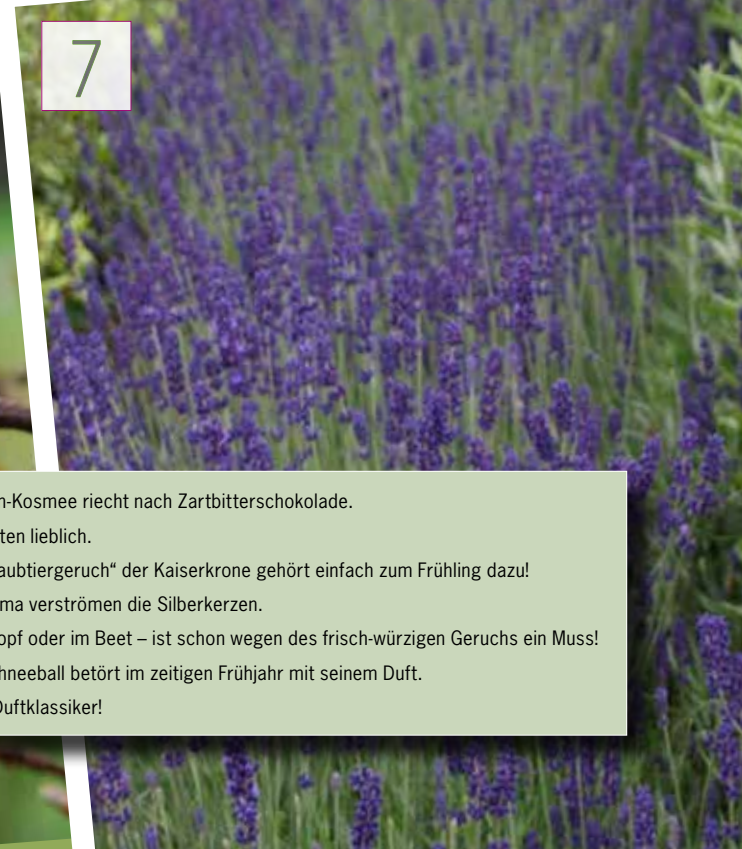 7
n-Kosmee riecht nach Zartbitterschokolade.
ten lieblich.
aubtiergeruch“ der Kaiserkrone gehört einfach zum Frühling dazu!
ma verströmen die Silberkerzen.
opf oder im Beet – ist schon wegen des frisch-würzigen Geruchs ein Muss!
hneeball betört im zeitigen Frühjahr mit seinem Duft.
Duftklassiker!